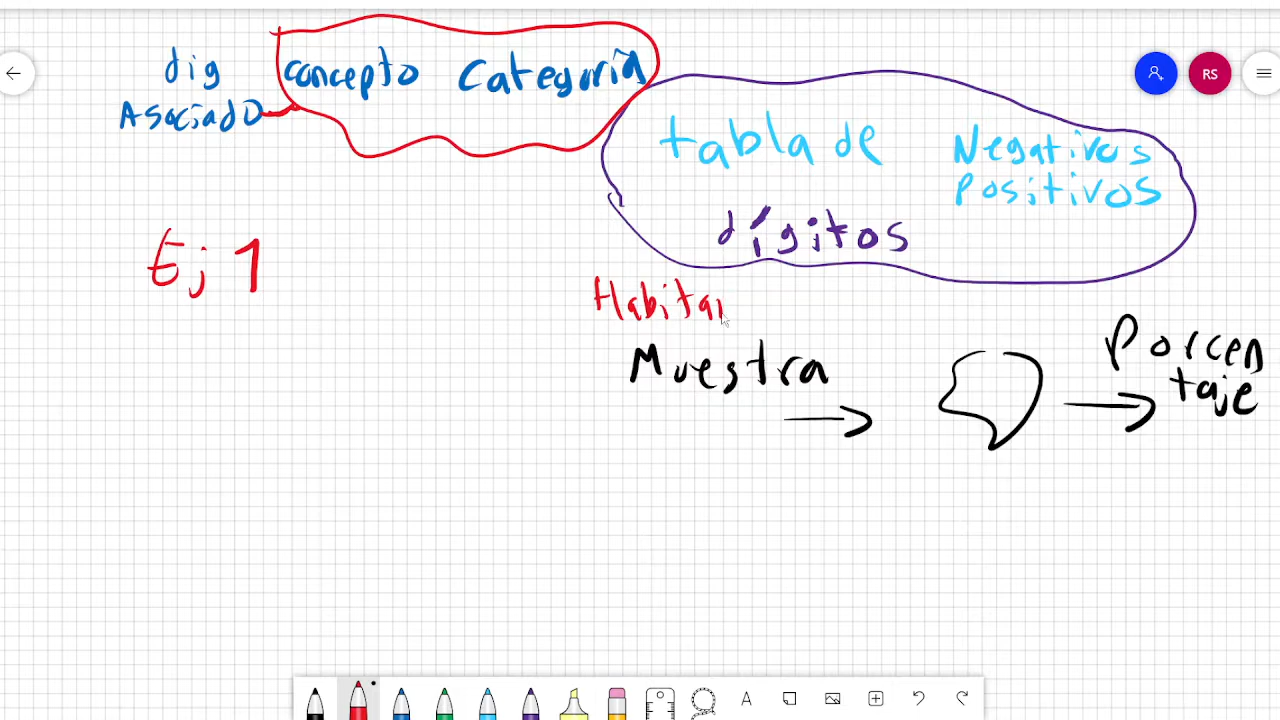 dig concepto Categoría
Asociado
tabla de Negativos
Positivos
dígitos
Ej 1
Habitan
Muestra
Porcen
taje
RS
A